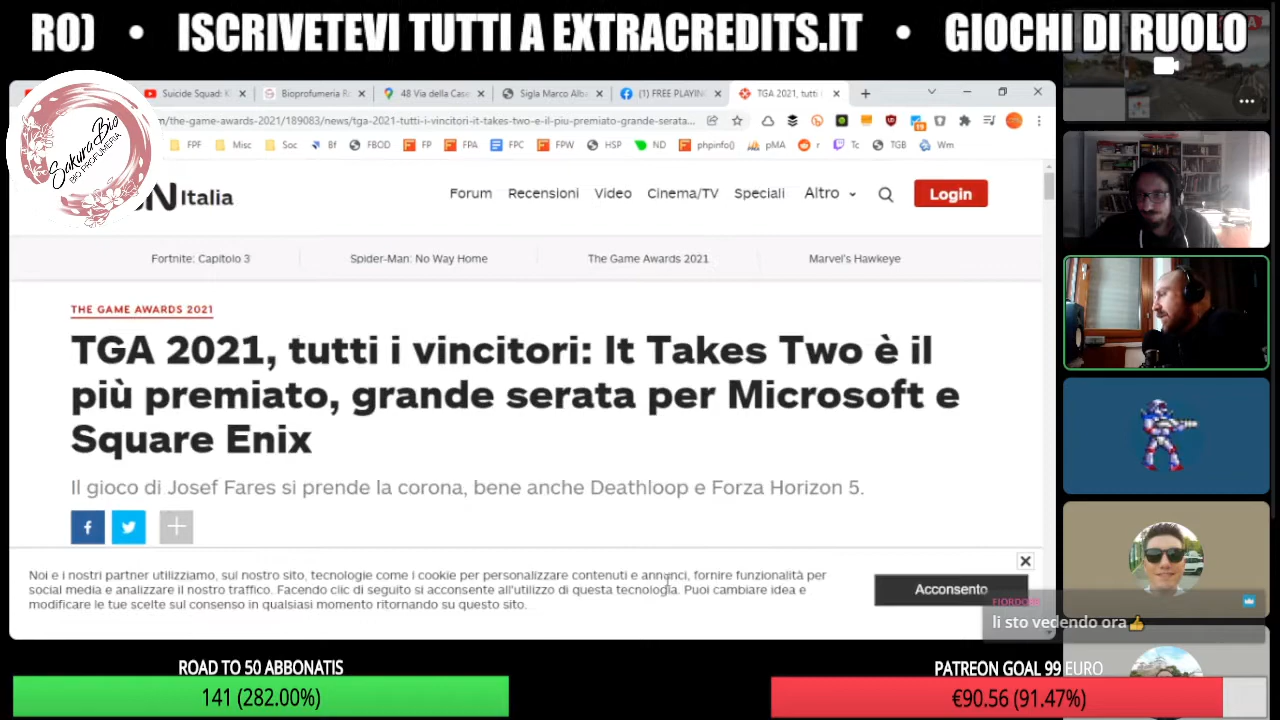 RO) • ISCRIVETEVI TUTTI A EXTRACREDITS.IT • GIOCHI DI RUOLO
Suicide Squad: K
Bioprofumeria R
48 Via della Case
Sigla Marco Alb
(1) FREE PLAYIN
TGA 2021, tutti i
m/the-game-awards-2021/189083/news/tga-2021-tutti-i-vincitori-it-takes-two-e-il-piu-premiato-grande-serata...
FPF Misc Soc Bf FBOD FP FPA FPC FPW HSP ND phpinfo() pMA r Tc TGB Wm
SakuraBio
BIO PROFUMERIA
N Italia
Forum Recensioni Video Cinema/TV Speciali Altro Login
Fortnite: Capitolo 3 Spider-Man: No Way Home The Game Awards 2021 Marvel's Hawkeye
THE GAME AWARDS 2021
TGA 2021, tutti i vincitori: It Takes Two è il
più premiato, grande serata per Microsoft e
Square Enix
Il gioco di Josef Fares si prende la corona, bene anche Deathloop e Forza Horizon 5.
Noi e i nostri partner utilizziamo, sul nostro sito, tecnologie come i cookie per personalizzare contenuti e annunci, fornire funzionalità per
social media e analizzare il nostro traffico. Facendo clic di seguito si acconsente all'utilizzo di questa tecnologia. Puoi cambiare idea e
modificare le tue scelte sul consenso in qualsiasi momento ritornando su questo sito.
Acconsento
li sto vedendo ora👍
ROAD TO 50 ABBONATIS
141 (282.00%)
PATREON GOAL 99 EURO
€90.56 (91.47%)